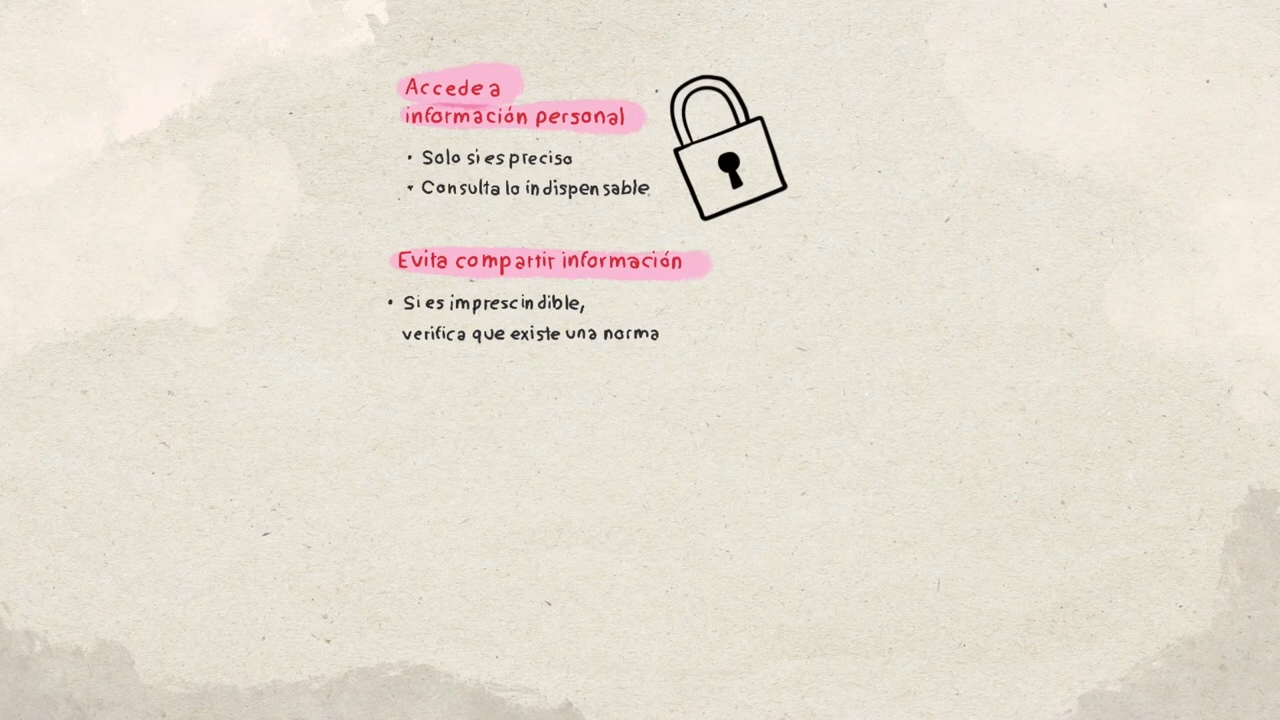 Accede a
información personal
• Solo si es preciso
• Consulta lo indispensable
Evita compartir información
• Si es imprescindible,
verifica que existe una norma